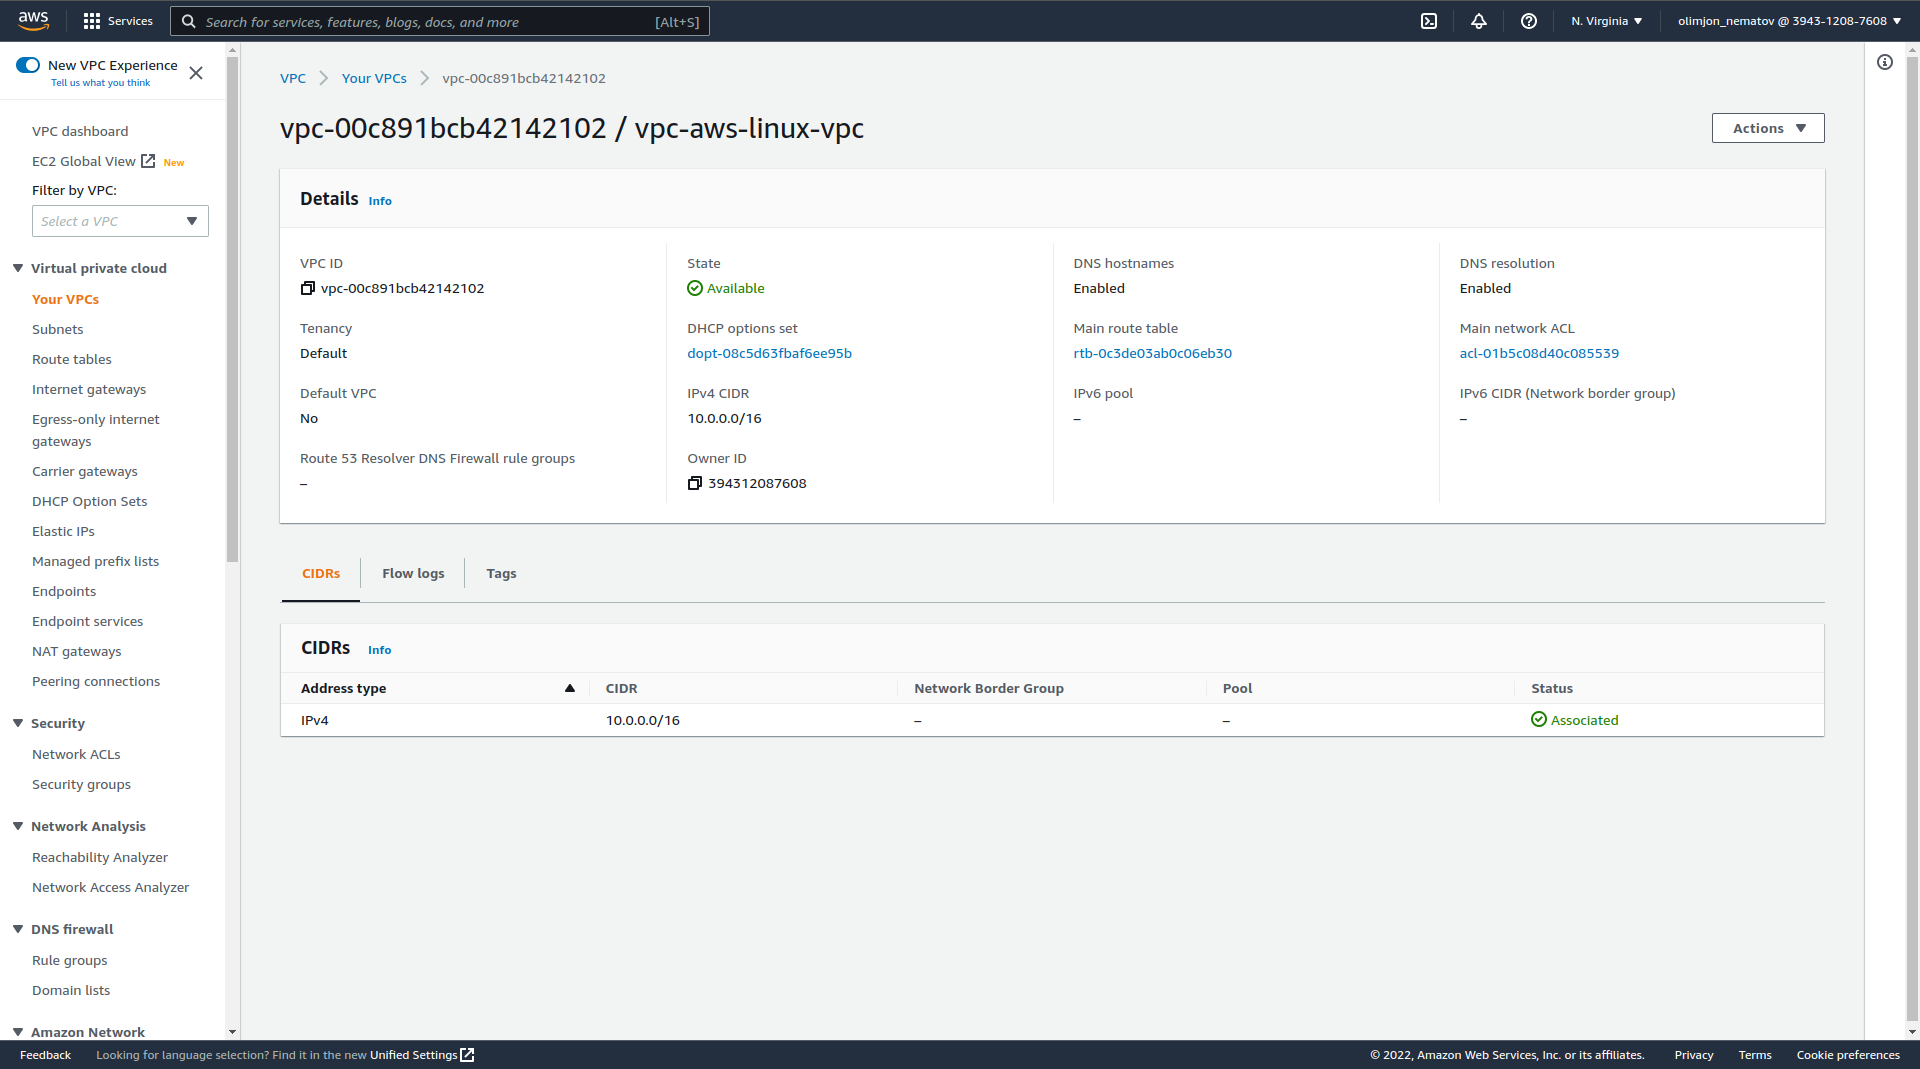 aws
Services
Search for services, features, blogs, docs, and more
[Alt+S]
N. Virginia
olimjon_nematov @ 3943-1208-7608
New VPC Experience
Tell us what you think
VPC dashboard
EC2 Global View New
Filter by VPC:
Select a VPC
Virtual private cloud
Your VPCs
Subnets
Route tables
Internet gateways
Egress-only internet
gateways
Carrier gateways
DHCP Option Sets
Elastic IPs
Managed prefix lists
Endpoints
Endpoint services
NAT gateways
Peering connections
Security
Network ACLs
Security groups
Network Analysis
Reachability Analyzer
Network Access Analyzer
DNS firewall
Rule groups
Domain lists
Amazon Network
VPC Your VPCs vpc-00c891bcb42142102
vpc-00c891bcb42142102 / vpc-aws-linux-vpc
Actions
Details Info
VPC ID
vpc-00c891bcb42142102
State
Available
DNS hostnames
Enabled
DNS resolution
Enabled
Tenancy
Default
DHCP options set
dopt-08c5d63fbaf6ee95b
Main route table
rtb-0c3de03ab0c06eb30
Main network ACL
acl-01b5c08d40c085539
Default VPC
No
IPv4 CIDR
10.0.0.0/16
IPv6 pool
–
IPv6 CIDR (Network border group)
–
Route 53 Resolver DNS Firewall rule groups
–
Owner ID
394312087608
CIDRs Flow logs Tags
CIDRs Info
Address type CIDR Network Border Group Pool Status
IPv4 10.0.0.0/16 – – Associated
Feedback
Looking for language selection? Find it in the new Unified Settings
© 2022, Amazon Web Services, Inc. or its affiliates.
Privacy Terms Cookie preferences